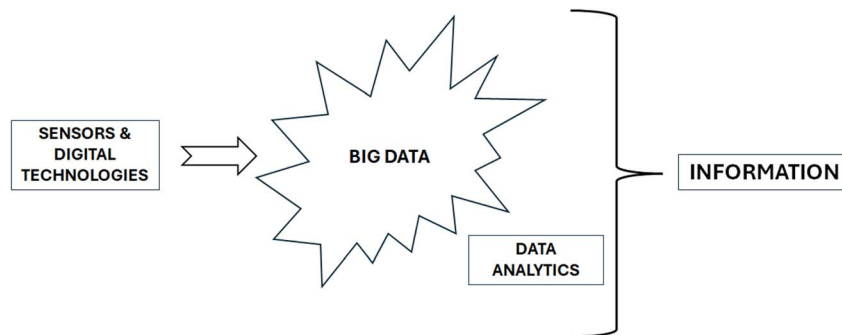 SENSORS &
DIGITAL
TECHNOLOGIES
BIG DATA
DATA
ANALYTICS
INFORMATION